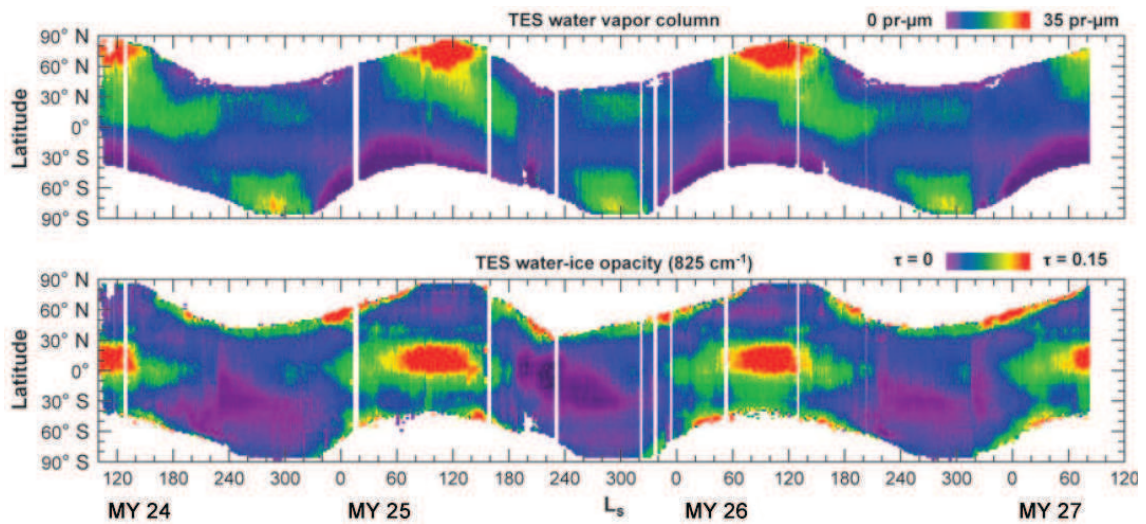 TES water vapor column
0 pr-μm
35 pr-μm
90° N
60° N
30° N
0°
30° S
60° S
90° S
Latitude
TES water-ice opacity (825 cm⁻¹)
τ = 0
τ = 0.15
90° N
60° N
30° N
0°
30° S
60° S
90° S
Latitude
120 180 240 300 0 60 120 180 240 300 0 60 120 180 240 300 0 60 120
MY 24 MY 25 Ls MY 26 MY 27